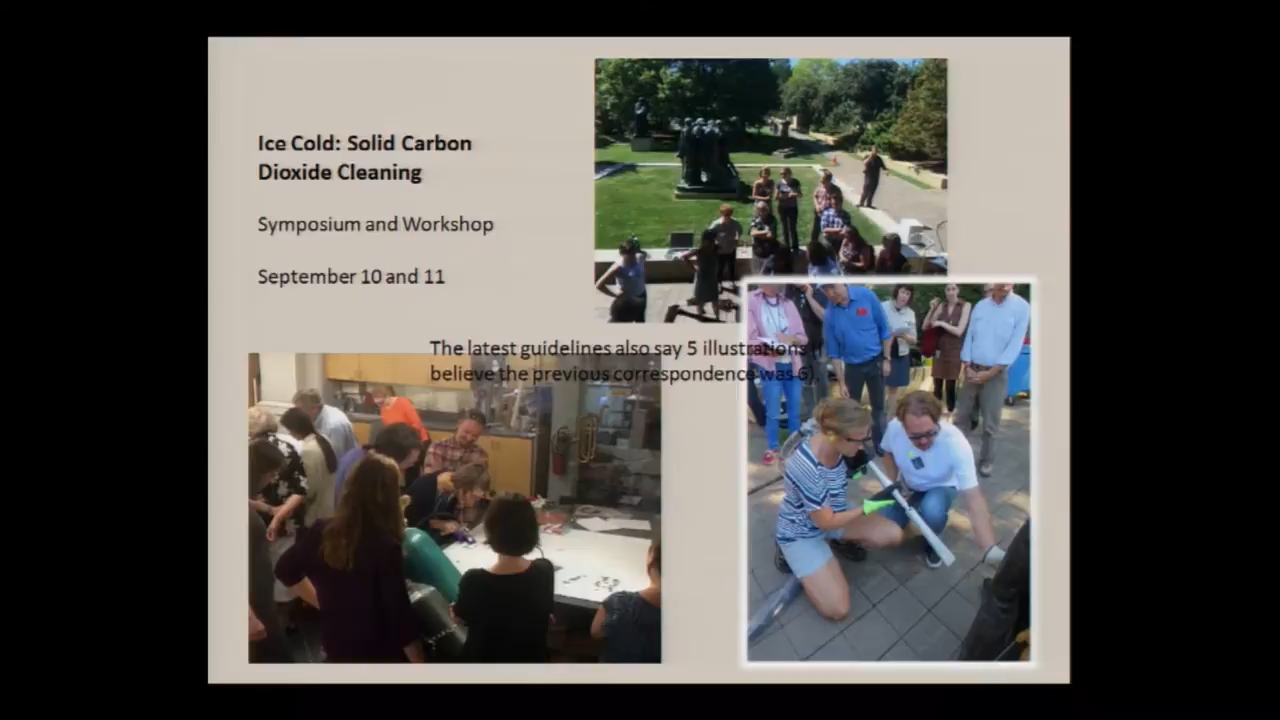 Ice Cold: Solid Carbon
Dioxide Cleaning
Symposium and Workshop
September 10 and 11
The latest guidelines also say 5 illustrations (I
believe the previous correspondence was 6).